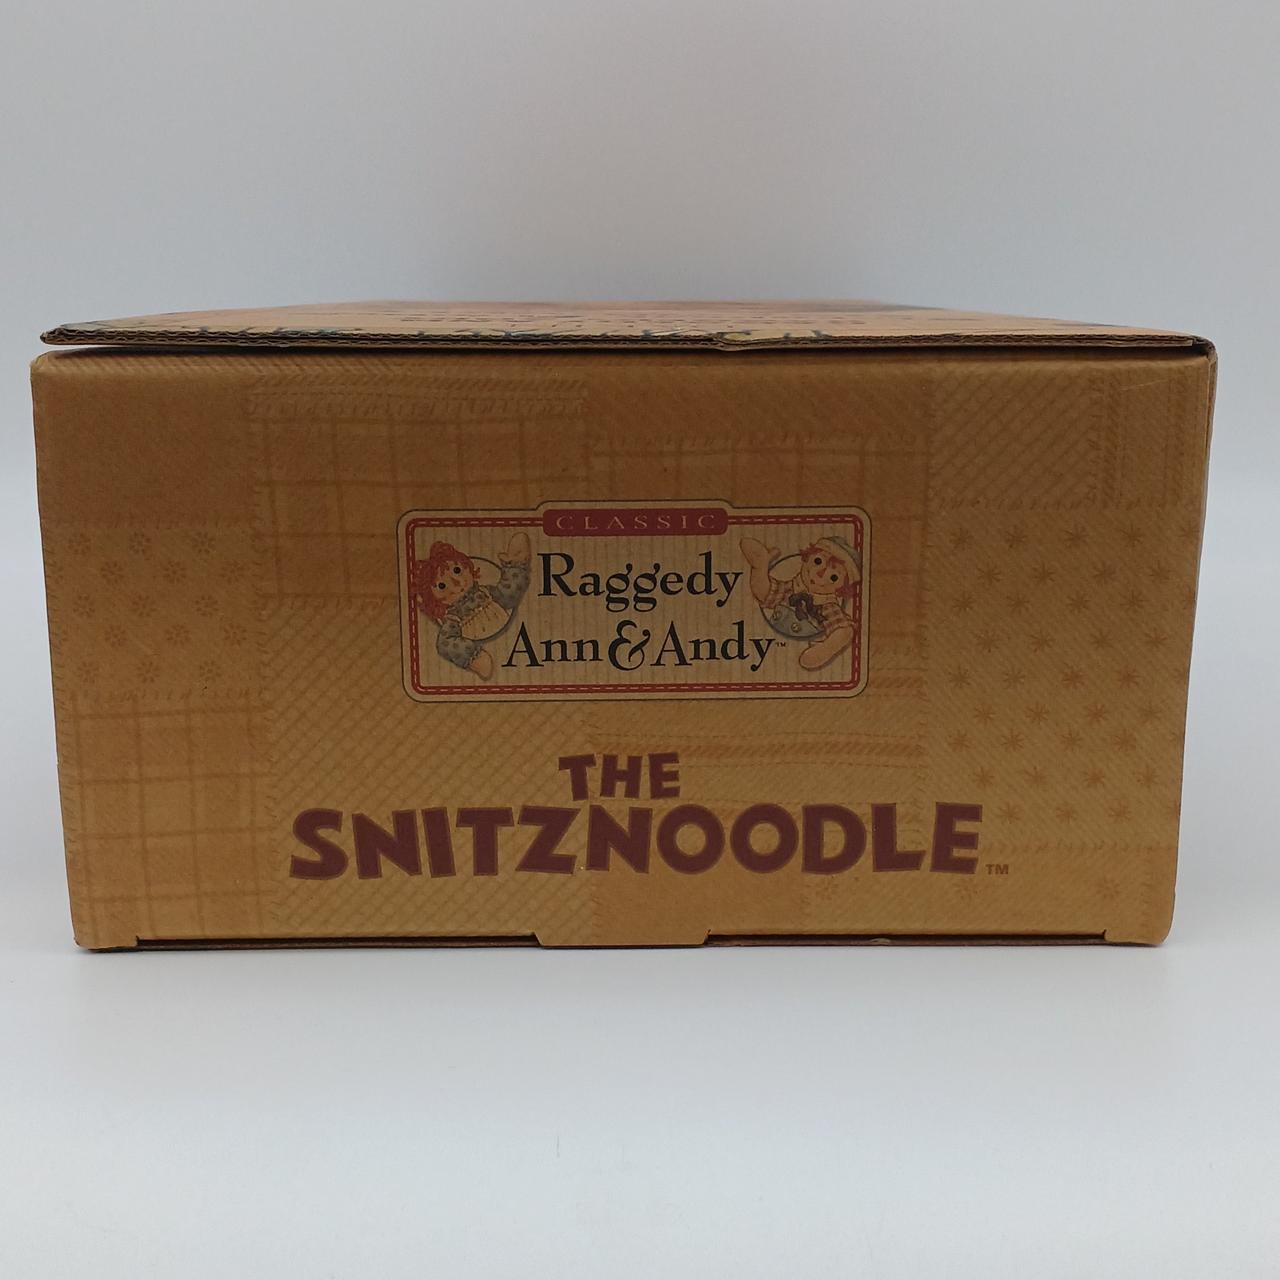 CLASSIC
Raggedy
Ann & Andy™
THE
SNITZNOODLE™